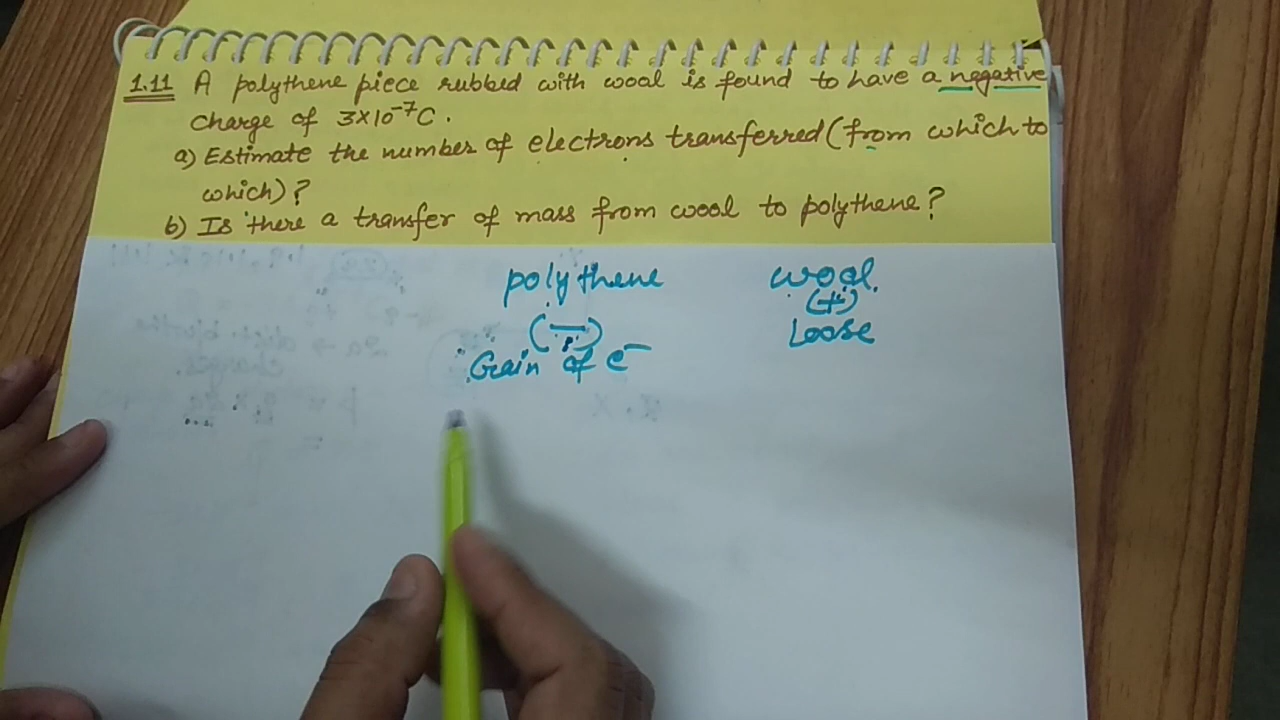 1.11 A polythene piece rubbed with wool is found to have a negative
charge of 3X10⁻⁷C.
a) Estimate the number of electrons transferred (from which to
which)?
b) Is there a transfer of mass from wool to polythene?
polythene wool
(+)
(—) Loose
Gain of e⁻